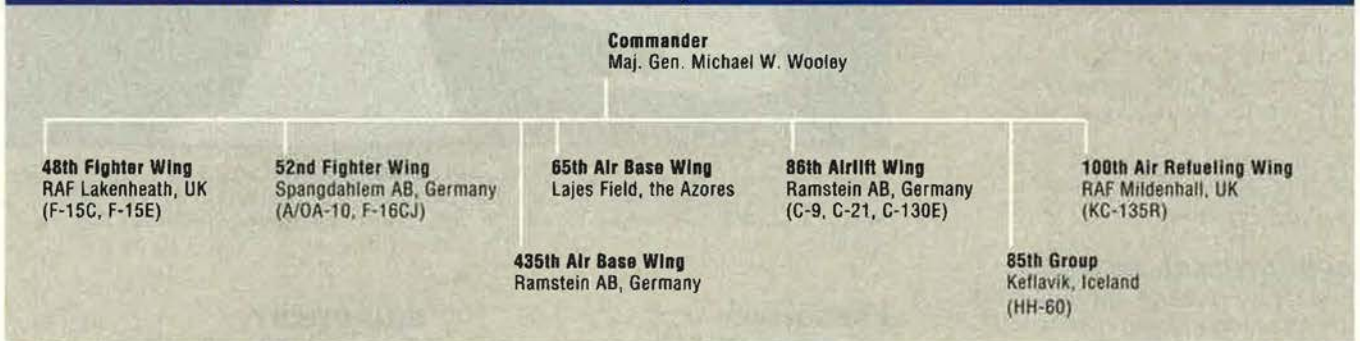 Commander
Maj. Gen. Michael W. Wooley
48th Fighter Wing
RAF Lakenheath, UK
(F-15C, F-15E)
52nd Fighter Wing
Spangdahlem AB, Germany
(A/OA-10, F-16CJ)
65th Air Base Wing
Lajes Field, the Azores
86th Airlift Wing
Ramstein AB, Germany
(C-9, C-21, C-130E)
100th Air Refueling Wing
RAF Mildenhall, UK
(KC-135R)
435th Air Base Wing
Ramstein AB, Germany
85th Group
Keflavik, Iceland
(HH-60)